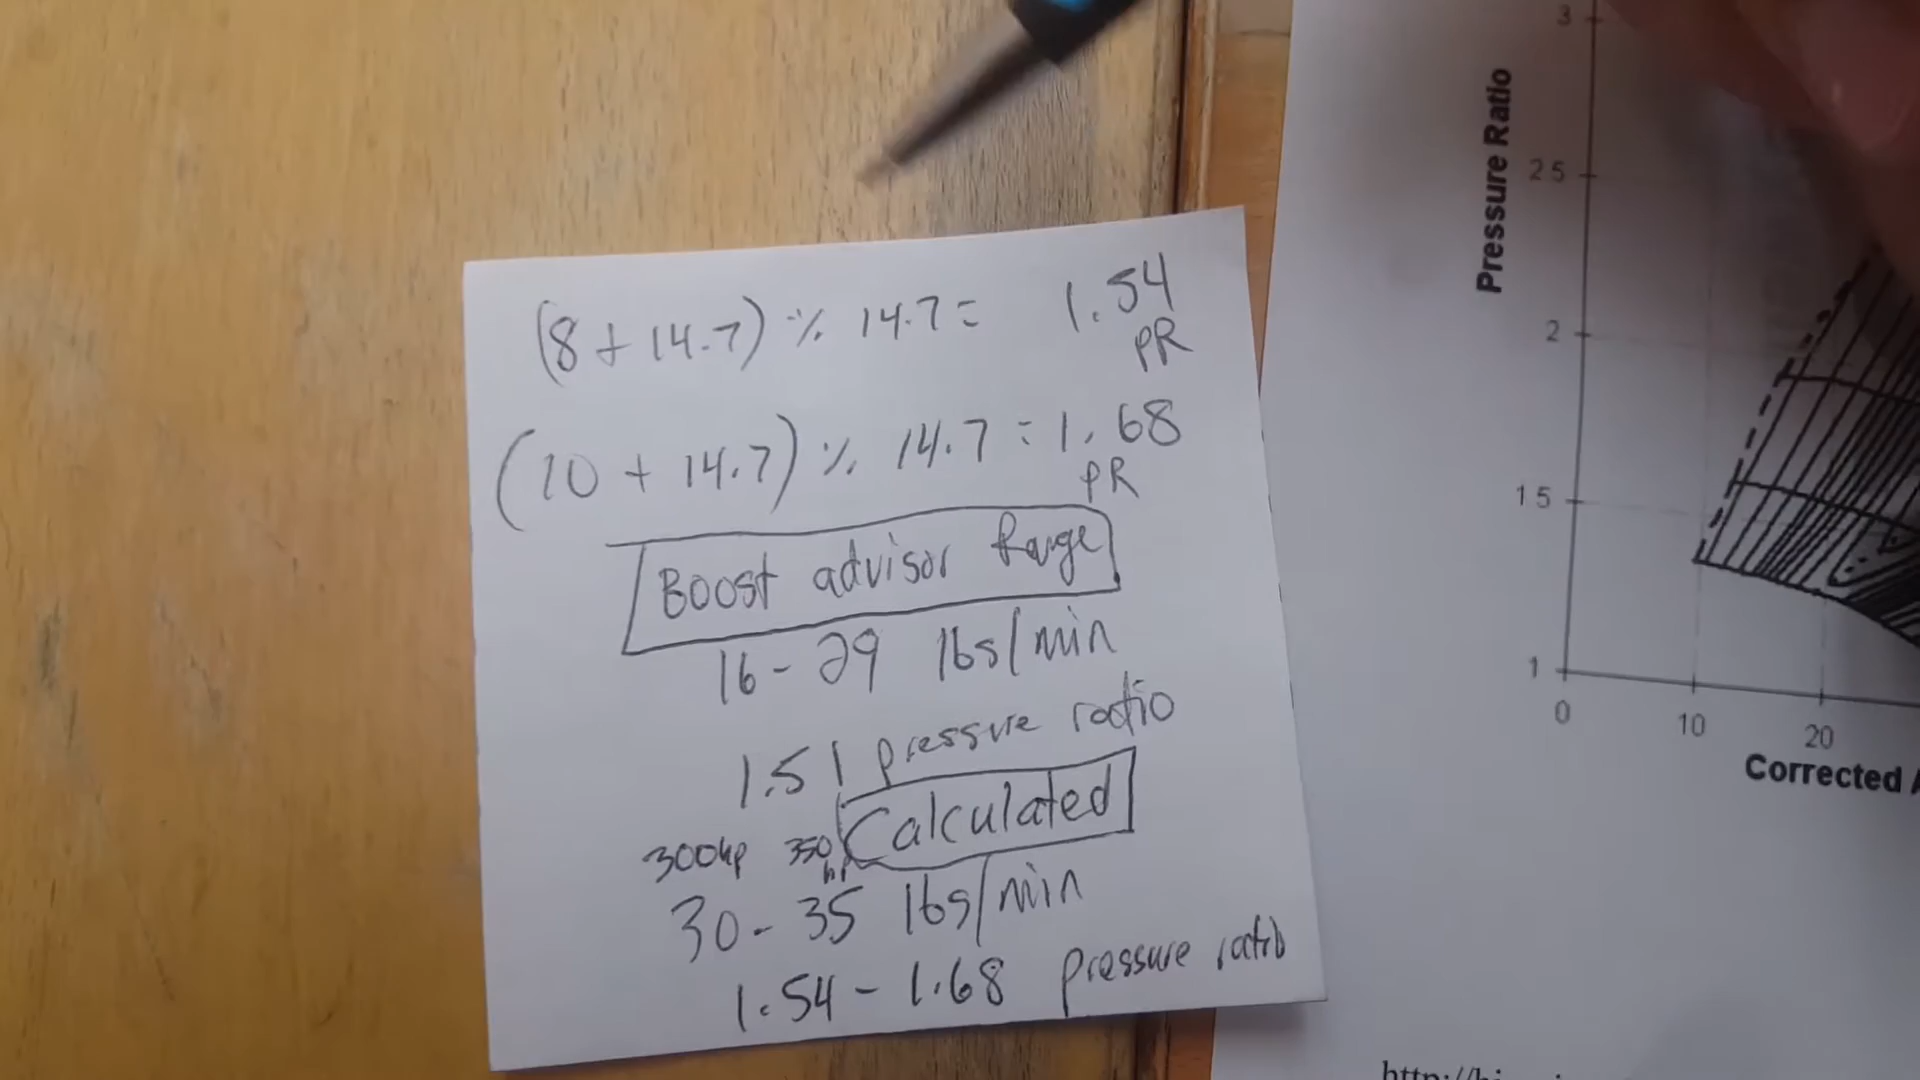 (8 + 14.7) % 14.7 = 1.54
PR
(10 + 14.7) % 14.7 = 1.68
PR
Boost advisor Range
16 - 29 lbs/min
1.51 pressure ratio
Calculated
300hp 350
hp
30 - 35 lbs/min
1.54 - 1.68 pressure ratio
Pressure Ratio
3
2.5
2
1.5
1
0 10 20
Corrected